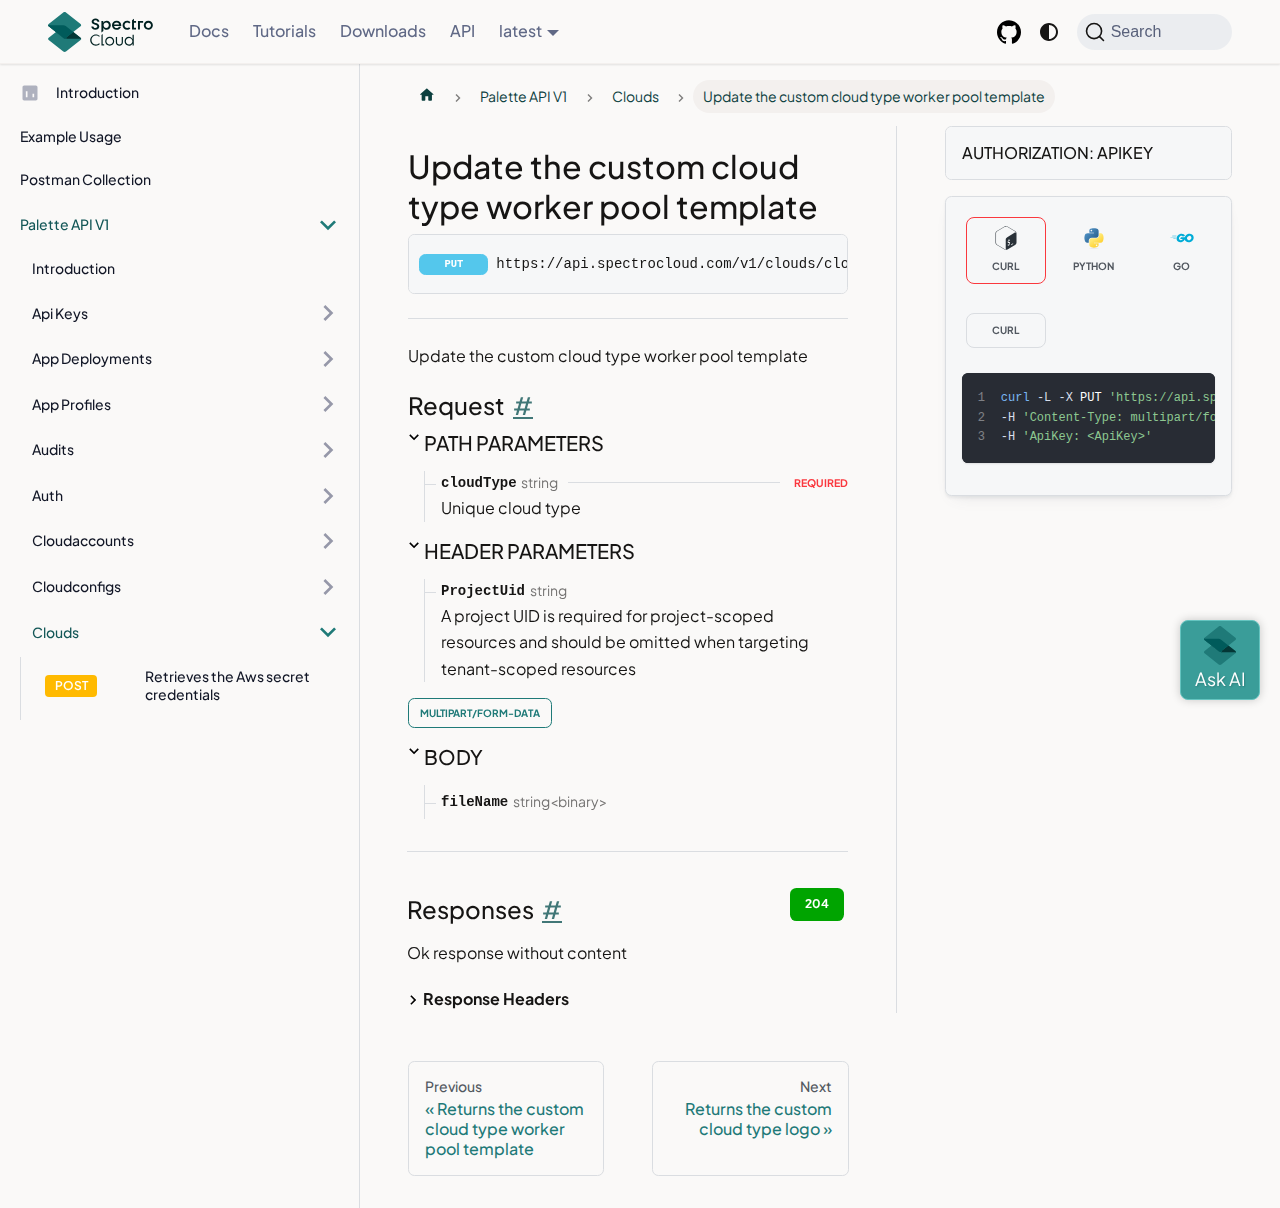 Spectro
Cloud
Docs
Tutorials
Downloads
API
latest
Search
Introduction
Example Usage
Postman Collection
Palette API V1
Introduction
Api Keys
App Deployments
App Profiles
Audits
Auth
Cloudaccounts
Cloudconfigs
Clouds
POST
Retrieves the Aws secret
credentials
Palette API V1
Clouds
Update the custom cloud type worker pool template
Update the custom cloud
type worker pool template
PUT https://api.spectrocloud.com/v1/clouds/clo
Update the custom cloud type worker pool template
Request #
PATH PARAMETERS
cloudType string REQUIRED
Unique cloud type
HEADER PARAMETERS
ProjectUid string
A project UID is required for project-scoped
resources and should be omitted when targeting
tenant-scoped resources
MULTIPART/FORM-DATA
BODY
fileName string<binary>
Responses #
204
Ok response without content
Response Headers
Previous
« Returns the custom
cloud type worker
pool template
Next
Returns the custom
cloud type logo »
AUTHORIZATION: APIKEY
CURL
PYTHON
GO
GO
CURL
1 curl -L -X PUT 'https://api.sp
2 -H 'Content-Type: multipart/fo
3 -H 'ApiKey: <ApiKey>'
Ask AI